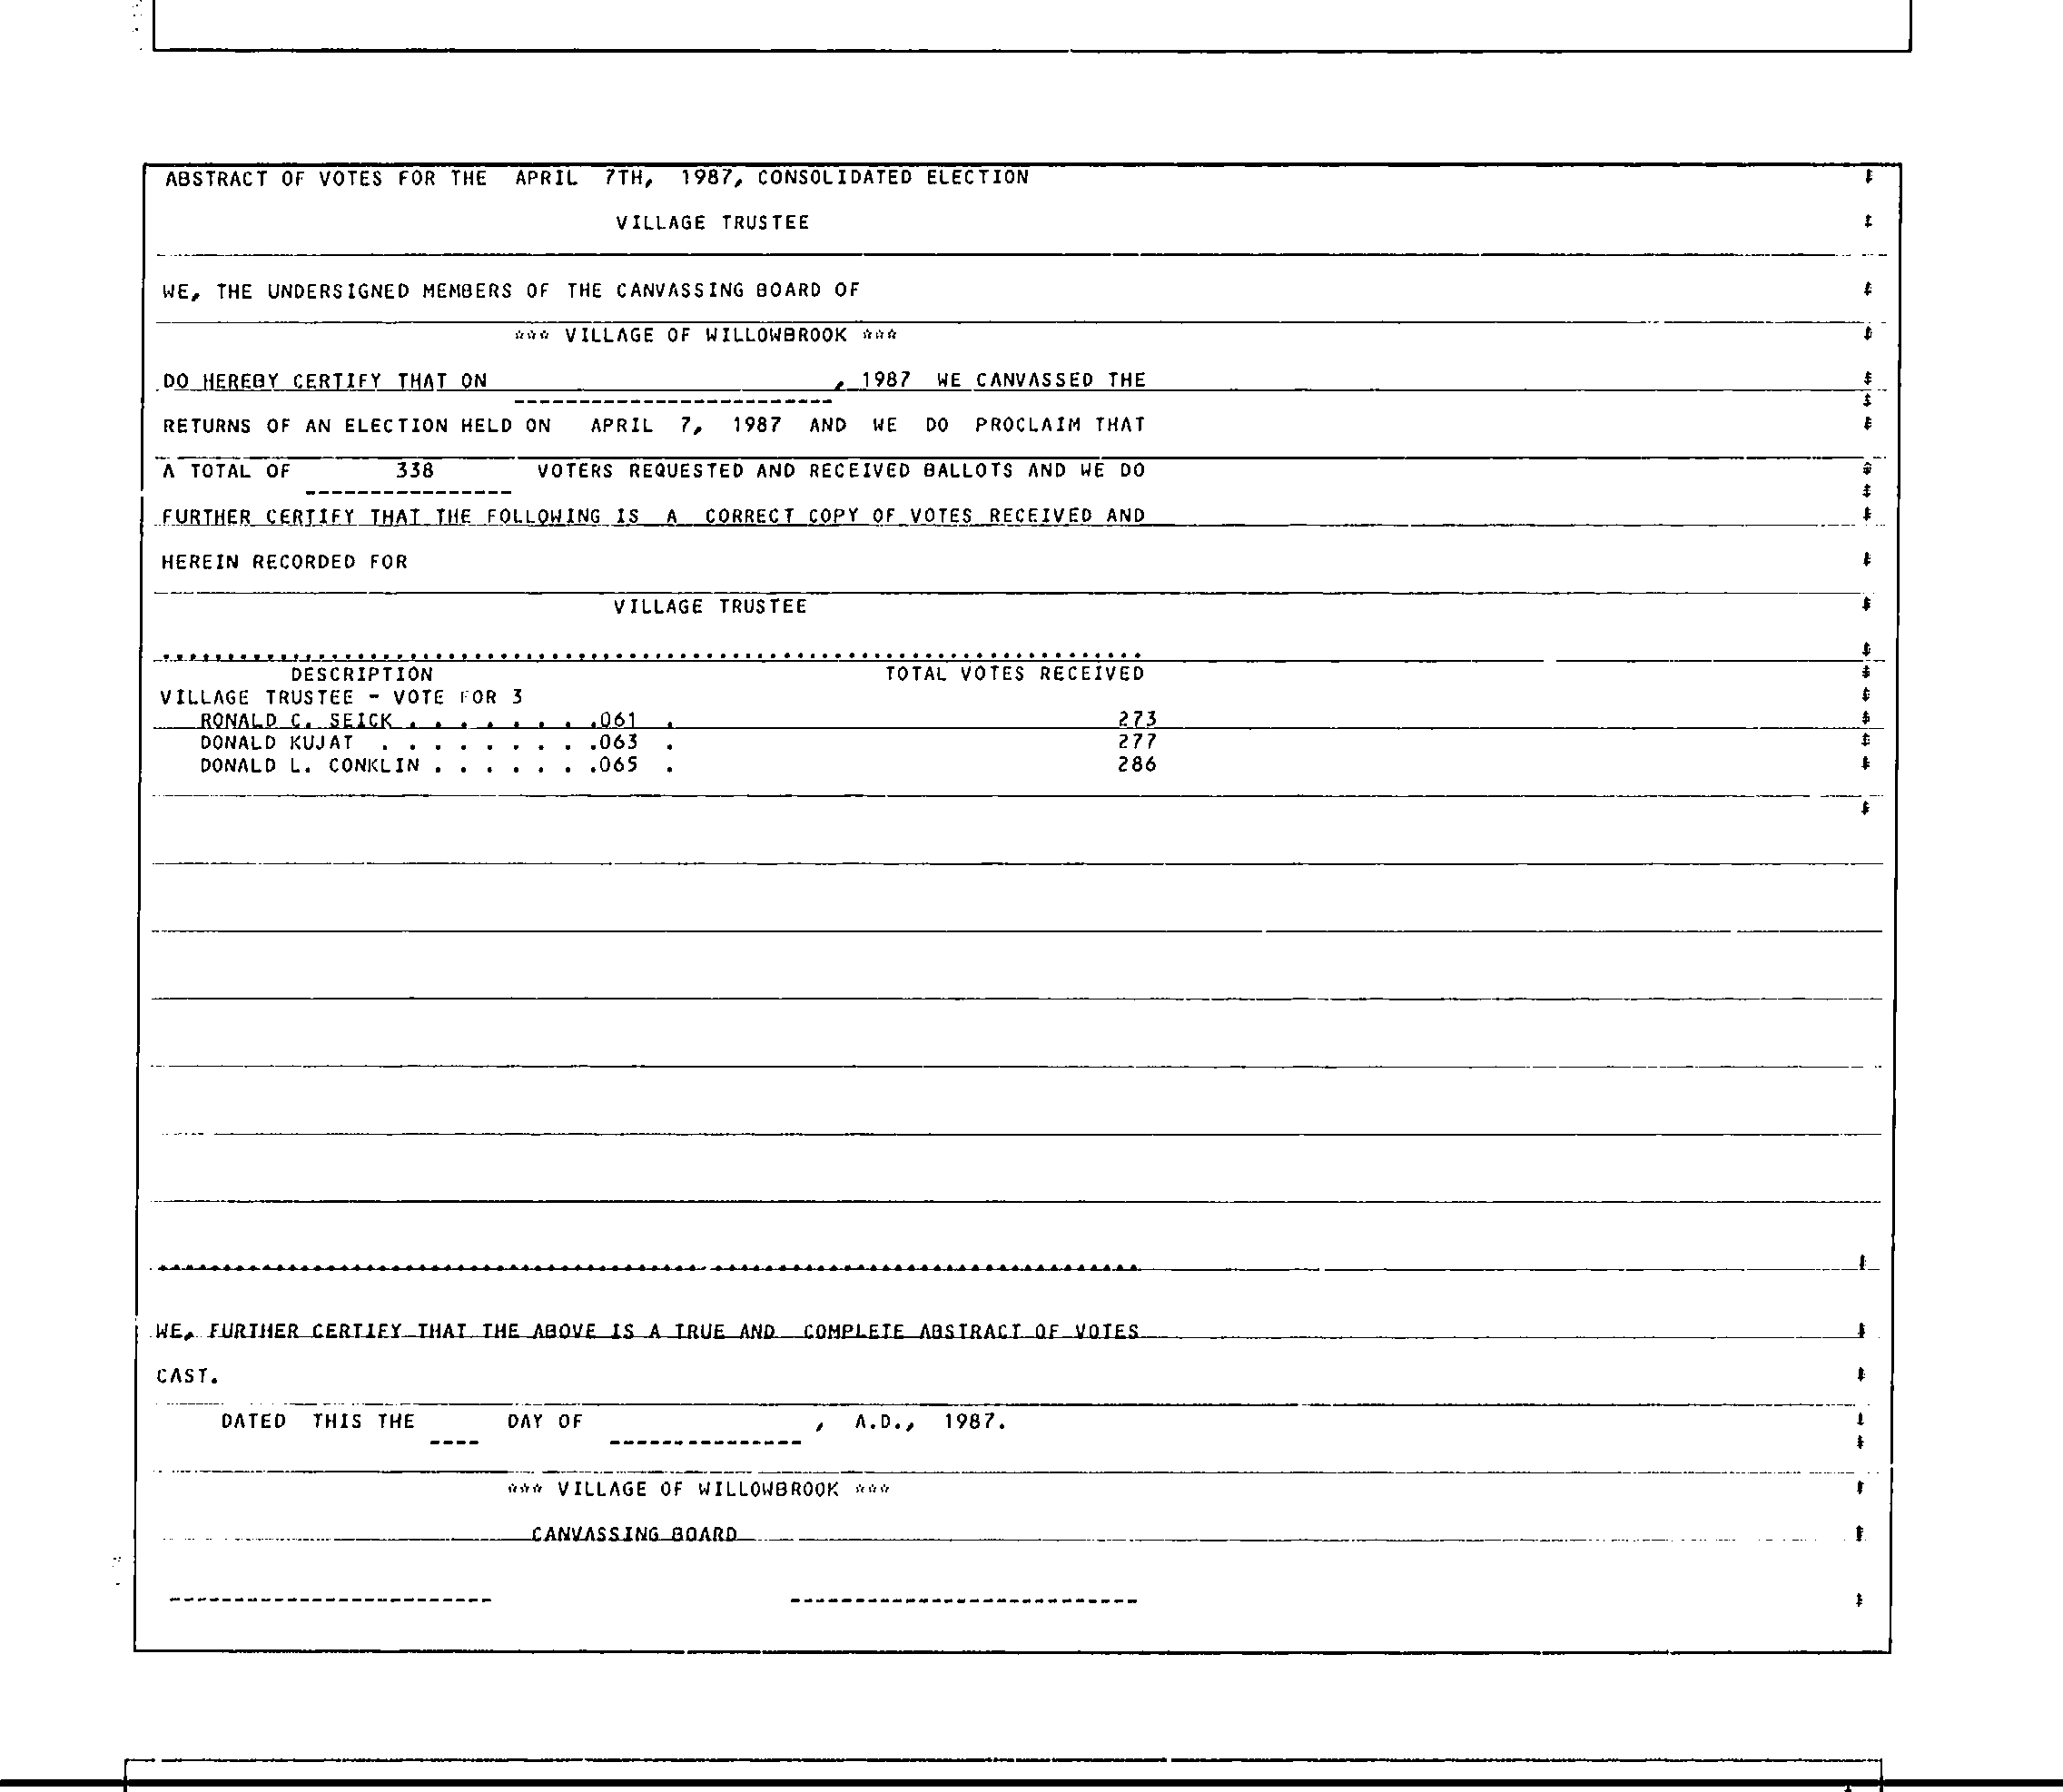 ABSTRACT OF VOTES FOR THE APRIL 7TH, 1987, CONSOLIDATED ELECTION
VILLAGE TRUSTEE
WE, THE UNDERSIGNED MEMBERS OF THE CANVASSING BOARD OF
*** VILLAGE OF WILLOWBROOK ***
DO HEREBY CERTIFY THAT ON , 1987 WE CANVASSED THE
RETURNS OF AN ELECTION HELD ON APRIL 7, 1987 AND WE DO PROCLAIM THAT
A TOTAL OF 338 VOTERS REQUESTED AND RECEIVED BALLOTS AND WE DO
FURTHER CERTIFY THAT THE FOLLOWING IS A CORRECT COPY OF VOTES RECEIVED AND
HEREIN RECORDED FOR
VILLAGE TRUSTEE
DESCRIPTION TOTAL VOTES RECEIVED
VILLAGE TRUSTEE - VOTE FOR 3
RONALD C. SEICK . . . . . . . .061 . 273
DONALD KUJAT . . . . . . . . .063 . 277
DONALD L. CONKLIN . . . . . . .065 . 286
WE, FURTHER CERTIFY THAT THE ABOVE IS A TRUE AND COMPLETE ABSTRACT OF VOTES
CAST.
DATED THIS THE ---- DAY OF --------------- , A.D., 1987.
*** VILLAGE OF WILLOWBROOK ***
CANVASSING BOARD